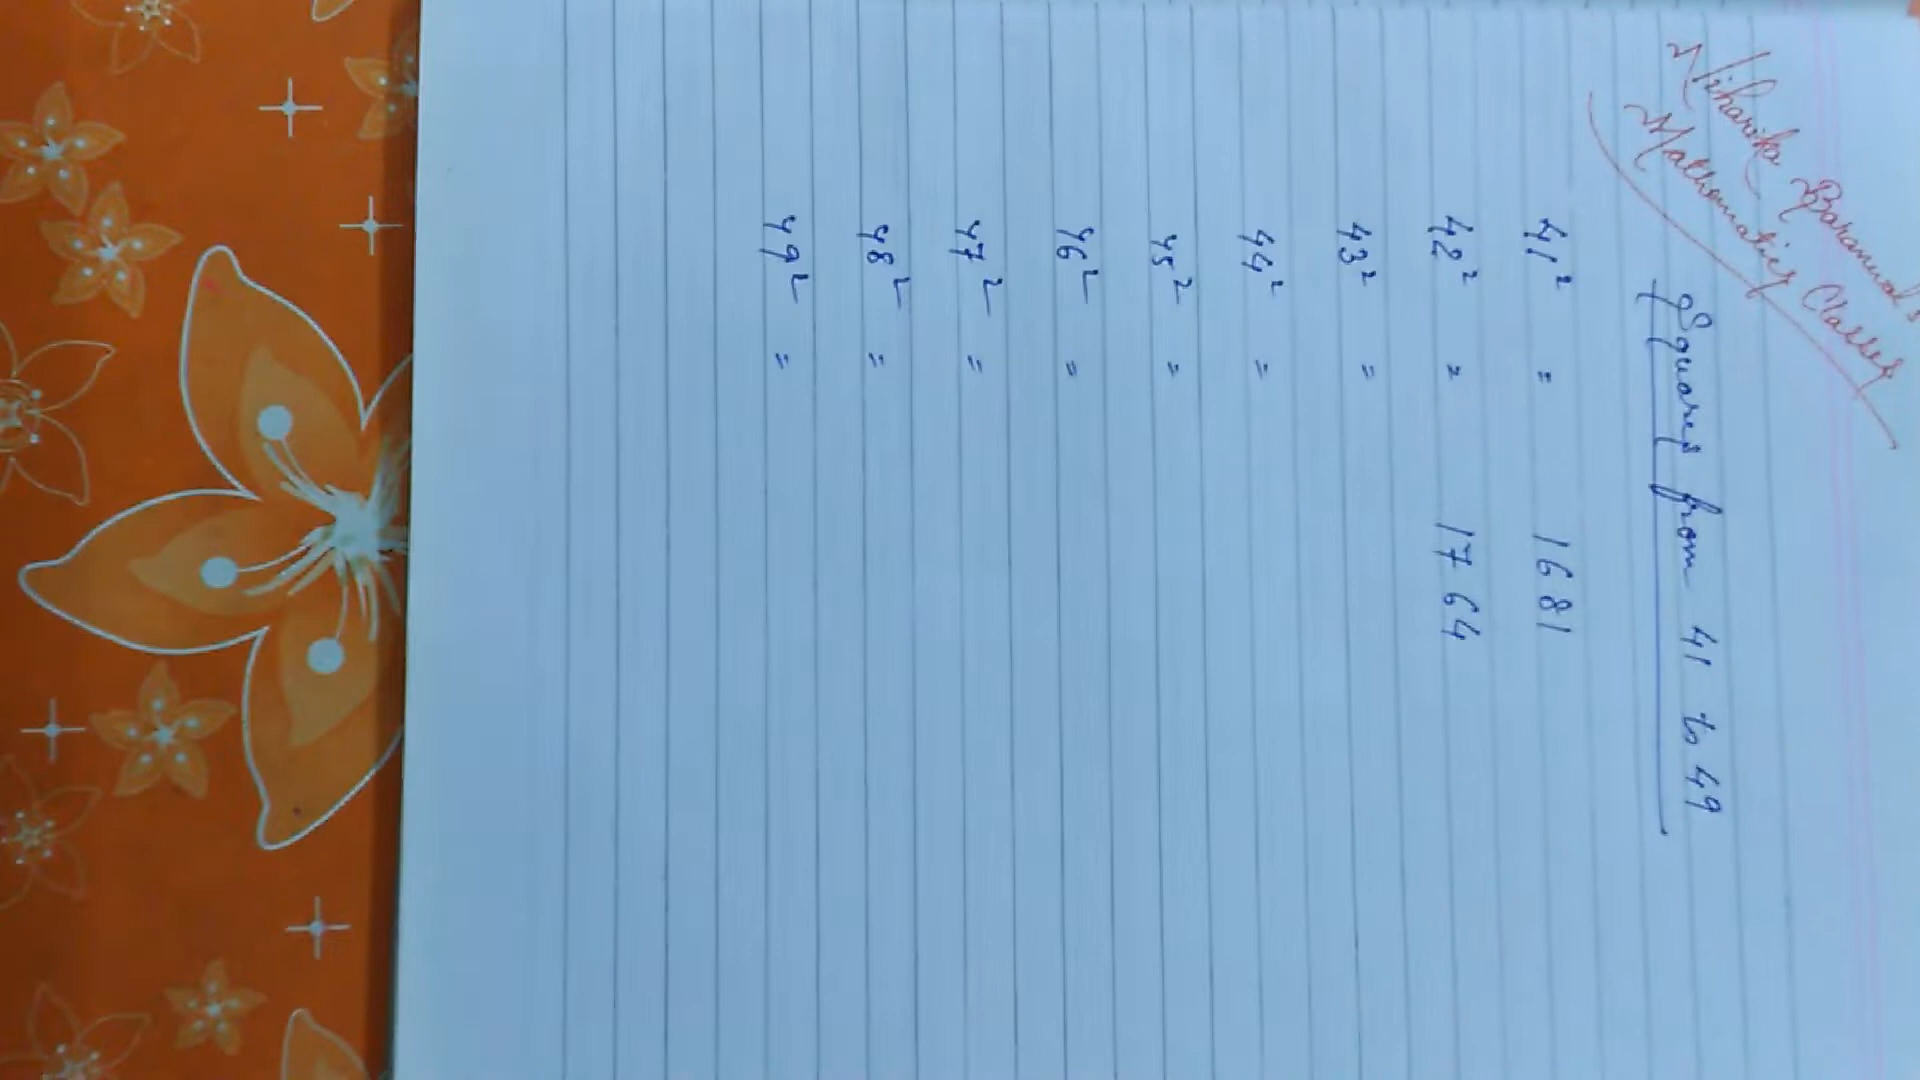 Niharika Baranwal's
Mathematics Classes
Squares from 41 to 49
41² = 1681
42² = 1764
43² =
44² =
45² =
46² =
47² =
48² =
49² =